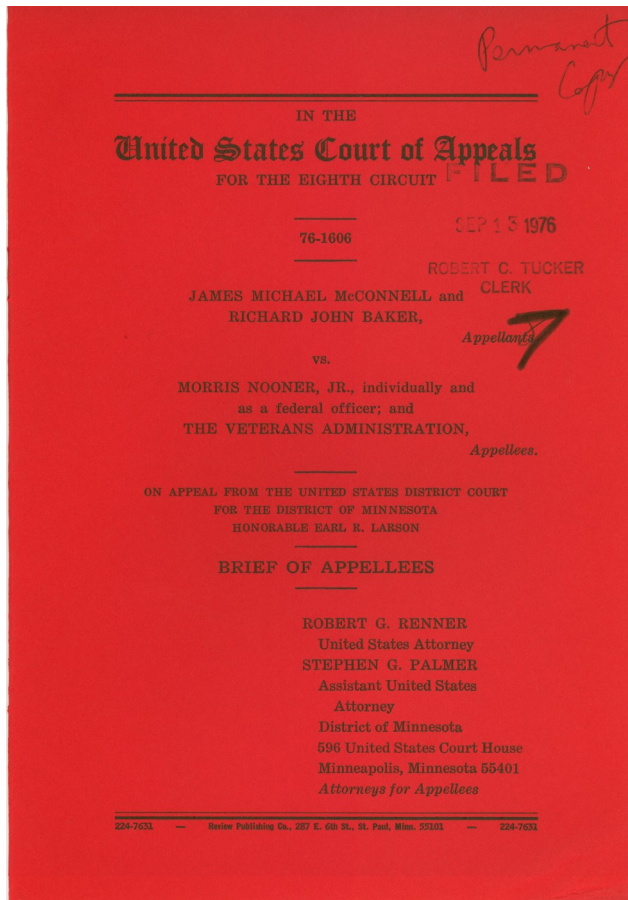 Permanent
Copy
IN THE
United States Court of Appeals
FOR THE EIGHTH CIRCUIT
FILED
76-1606
SEP 13 1976
ROBERT C. TUCKER
CLERK
JAMES MICHAEL McCONNELL and
RICHARD JOHN BAKER,
Appellants,
7
vs.
MORRIS NOONER, JR., individually and
as a federal officer; and
THE VETERANS ADMINISTRATION,
Appellees.
ON APPEAL FROM THE UNITED STATES DISTRICT COURT
FOR THE DISTRICT OF MINNESOTA
HONORABLE EARL R. LARSON
BRIEF OF APPELLEES
ROBERT G. RENNER
United States Attorney
STEPHEN G. PALMER
Assistant United States
Attorney
District of Minnesota
596 United States Court House
Minneapolis, Minnesota 55401
Attorneys for Appellees
224-7631 — Review Publishing Co., 287 E. 6th St., St. Paul, Minn. 55101 — 224-7631